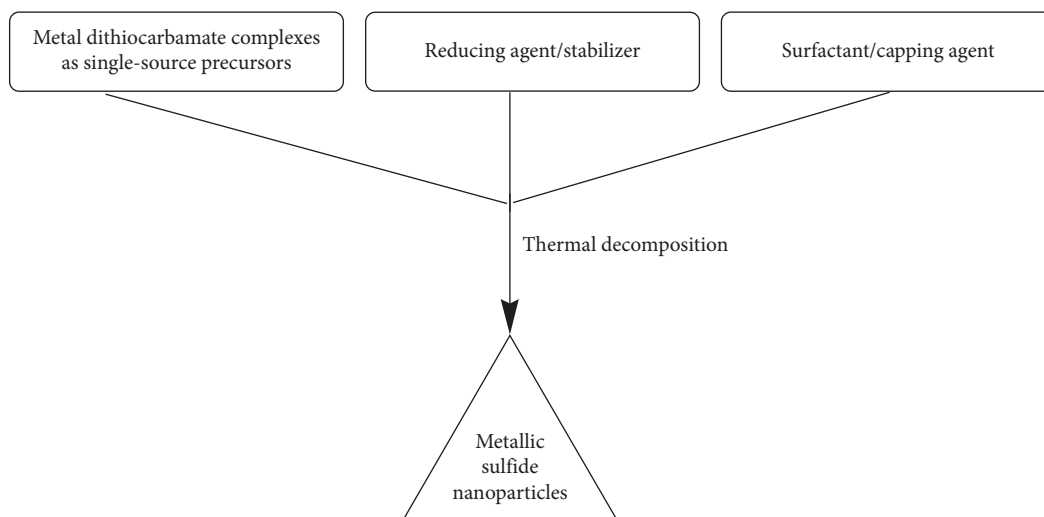 Metal dithiocarbamate complexes
as single-source precursors
Reducing agent/stabilizer
Surfactant/capping agent
Thermal decomposition
Metallic
sulfide
nanoparticles